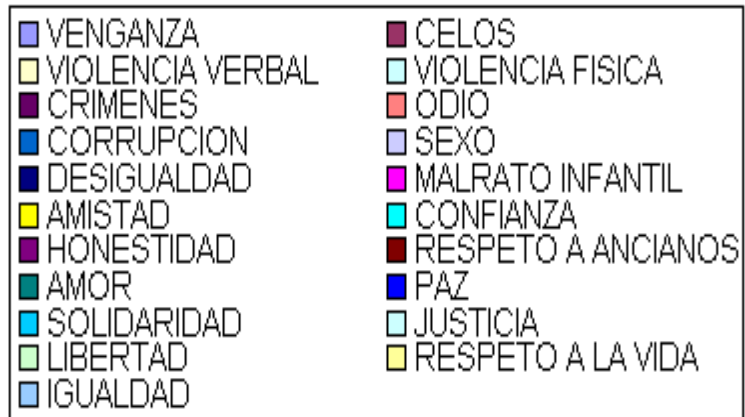 VENGANZA CELOS
VIOLENCIA VERBAL VIOLENCIA FISICA
CRIMENES ODIO
CORRUPCION SEXO
DESIGUALDAD MALRATO INFANTIL
AMISTAD CONFIANZA
HONESTIDAD RESPETO A ANCIANOS
AMOR PAZ
SOLIDARIDAD JUSTICIA
LIBERTAD RESPETO A LA VIDA
IGUALDAD